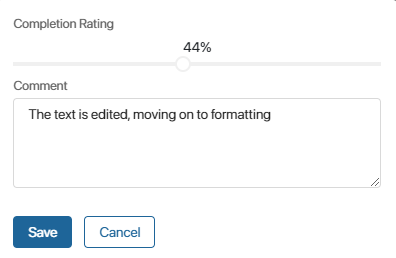 Completion Rating
44%
Comment
The text is edited, moving on to formatting
Save Cancel